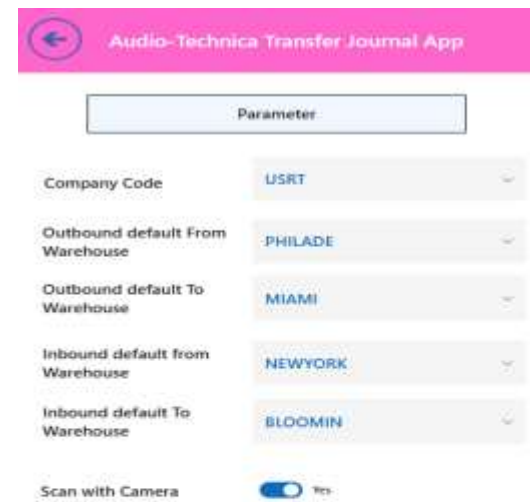 Audio-Technica Transfer Journal App
Parameter
Company Code
USRT
Outbound default From
Warehouse
PHILADE
Outbound default To
Warehouse
MIAMI
Inbound default from
Warehouse
NEWYORK
Inbound default To
Warehouse
BLOOMIN
Scan with Camera
Yes